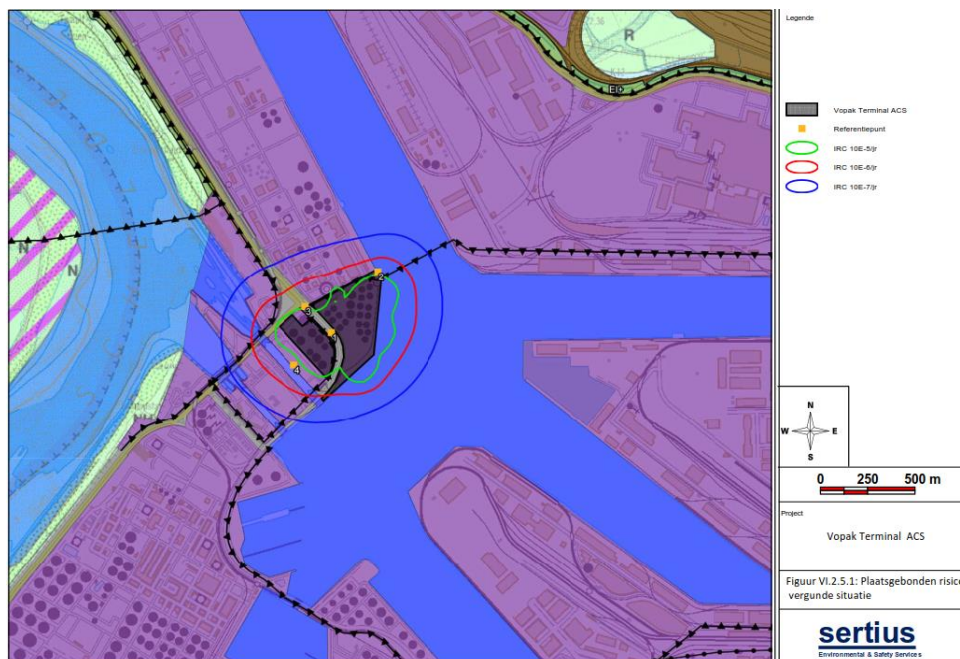 R
N
N
2
3
4
Legende
Vopak Terminal ACS
Referentiepunt
IRC 10E-5/jr
IRC 10E-6/jr
IRC 10E-7/jr
N
W E
S
0 250 500 m
Project
Vopak Terminal ACS
Figuur VI.2.5.1: Plaatsgebonden risico
vergunde situatie
sertius
Environmental & Safety Services